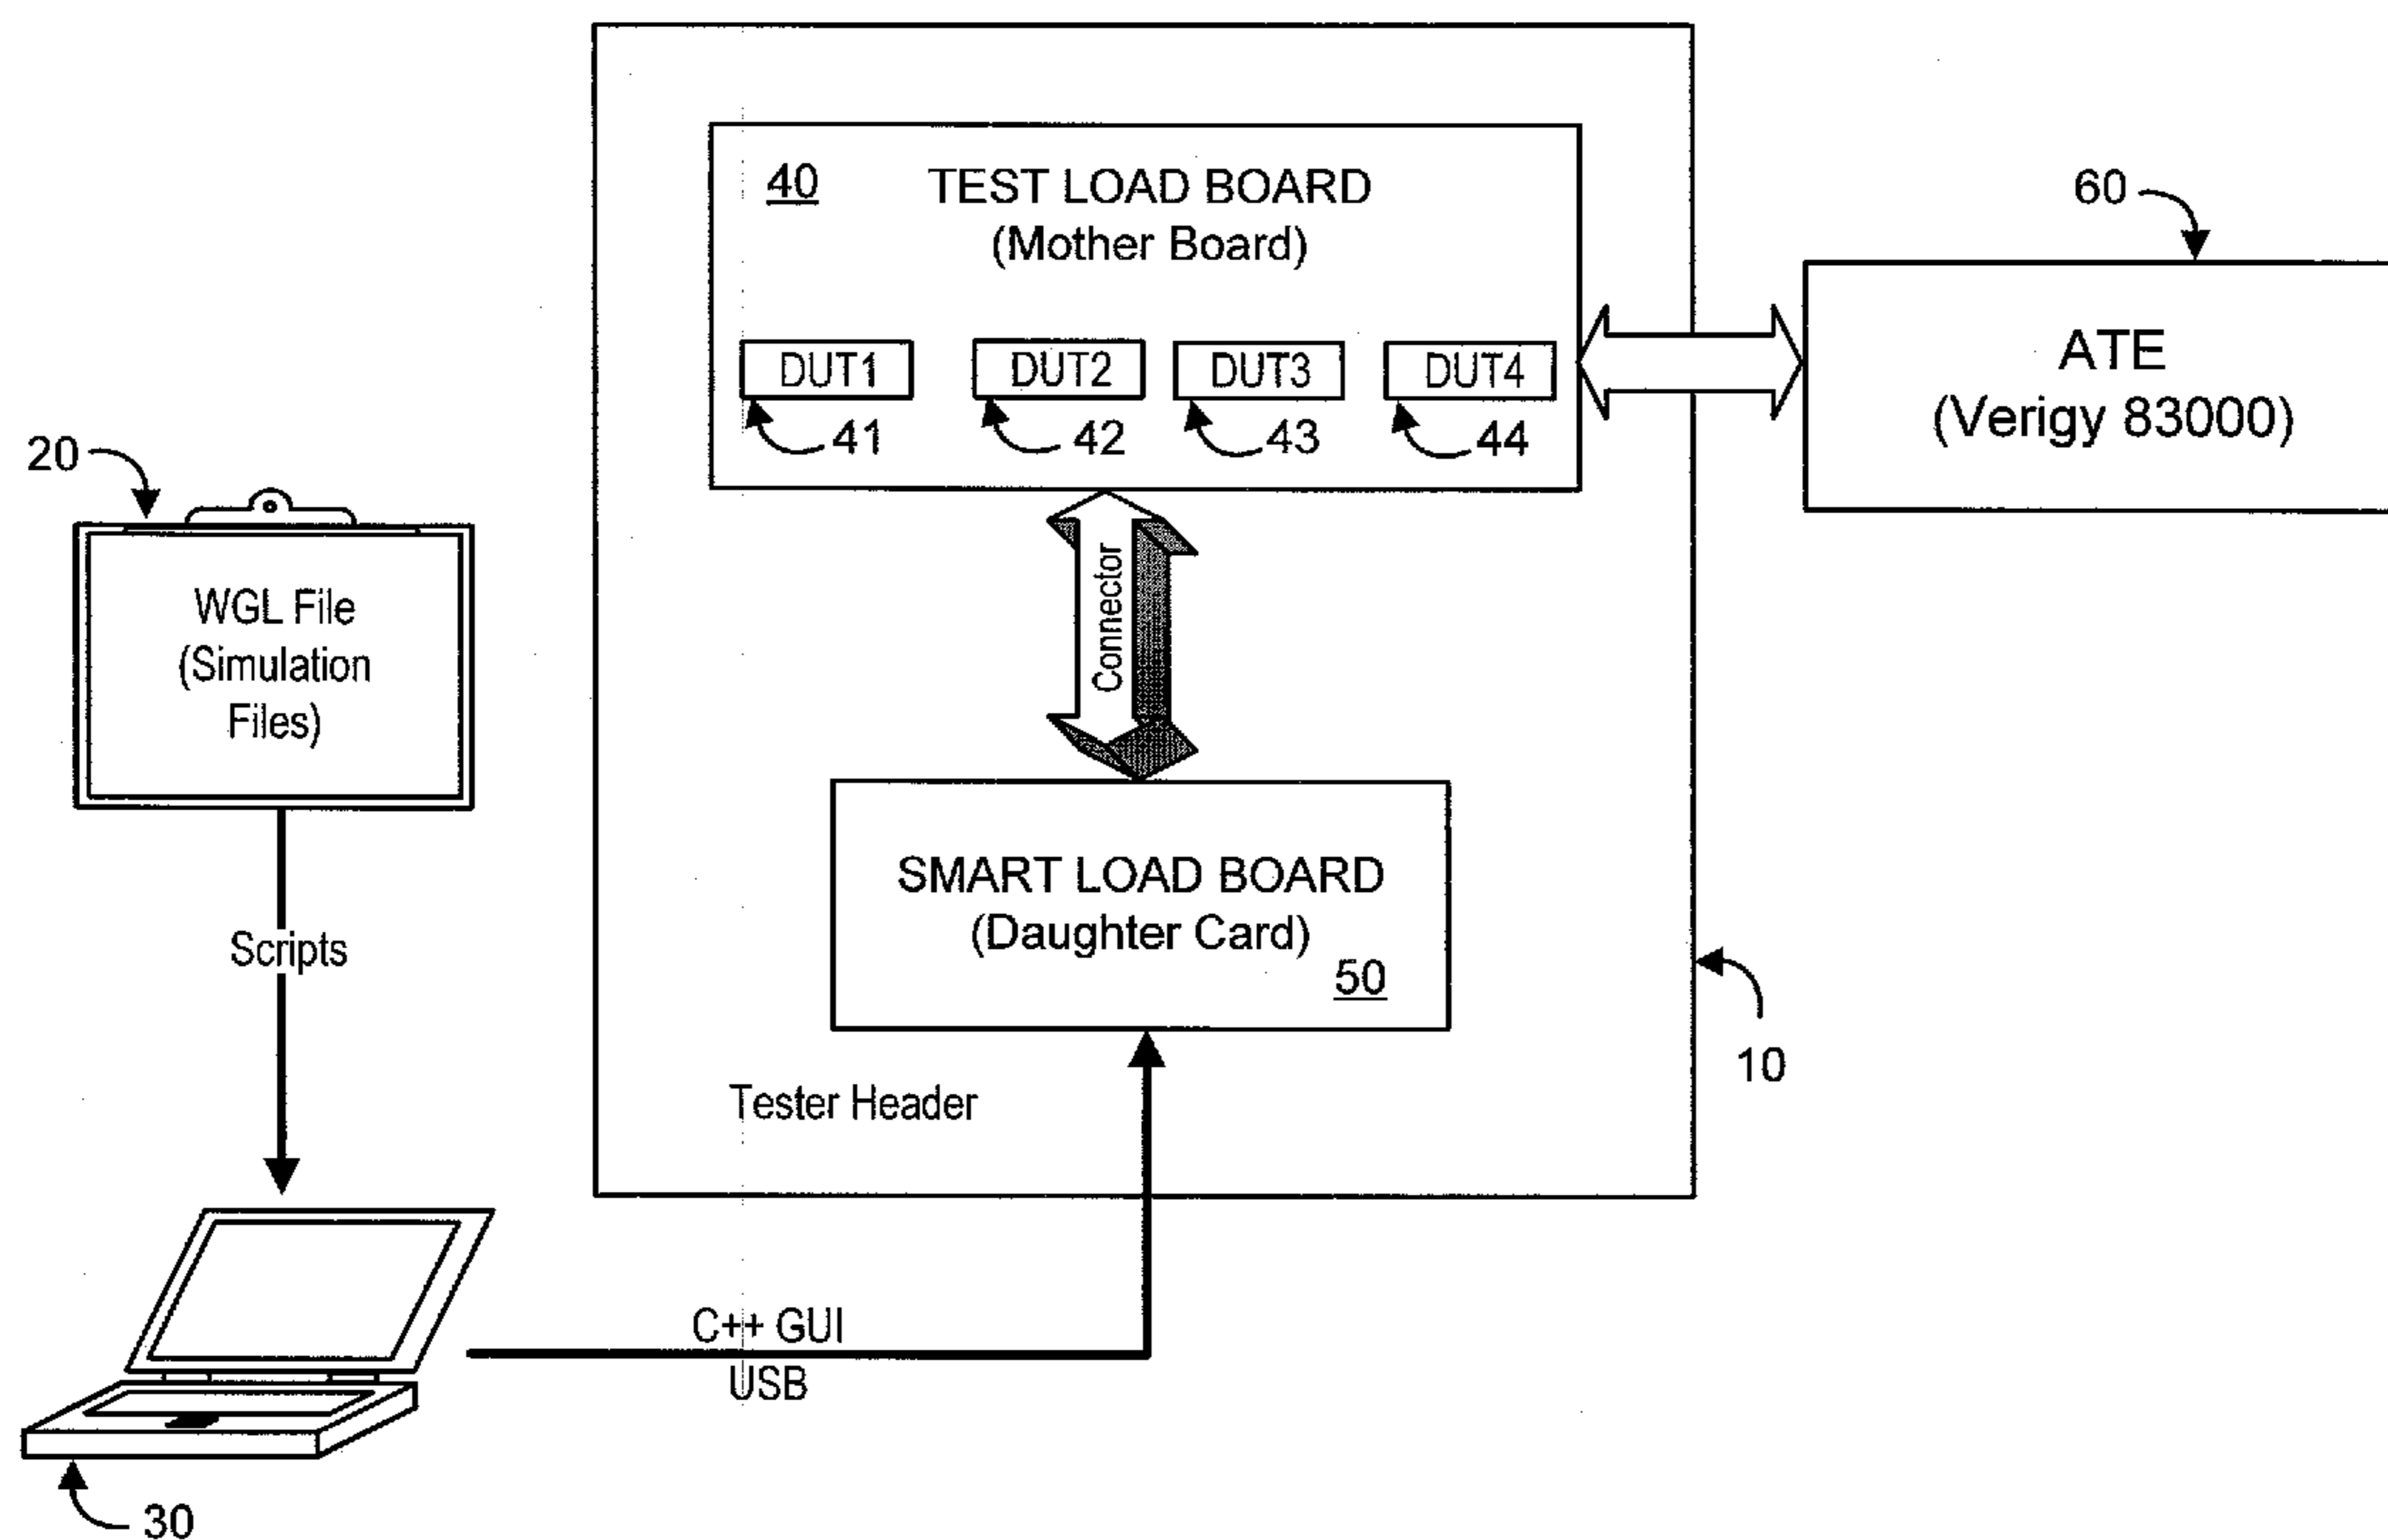 40
TEST LOAD BOARD
(Mother Board)
DUT1
DUT2
DUT3
DUT4
41
42
43
44
60
ATE
(Verigy 83000)
20
WGL File
(Simulation
Files)
Connector
Scripts
SMART LOAD BOARD
(Daughter Card)
50
10
Tester Header
C++ GUI
USB
30